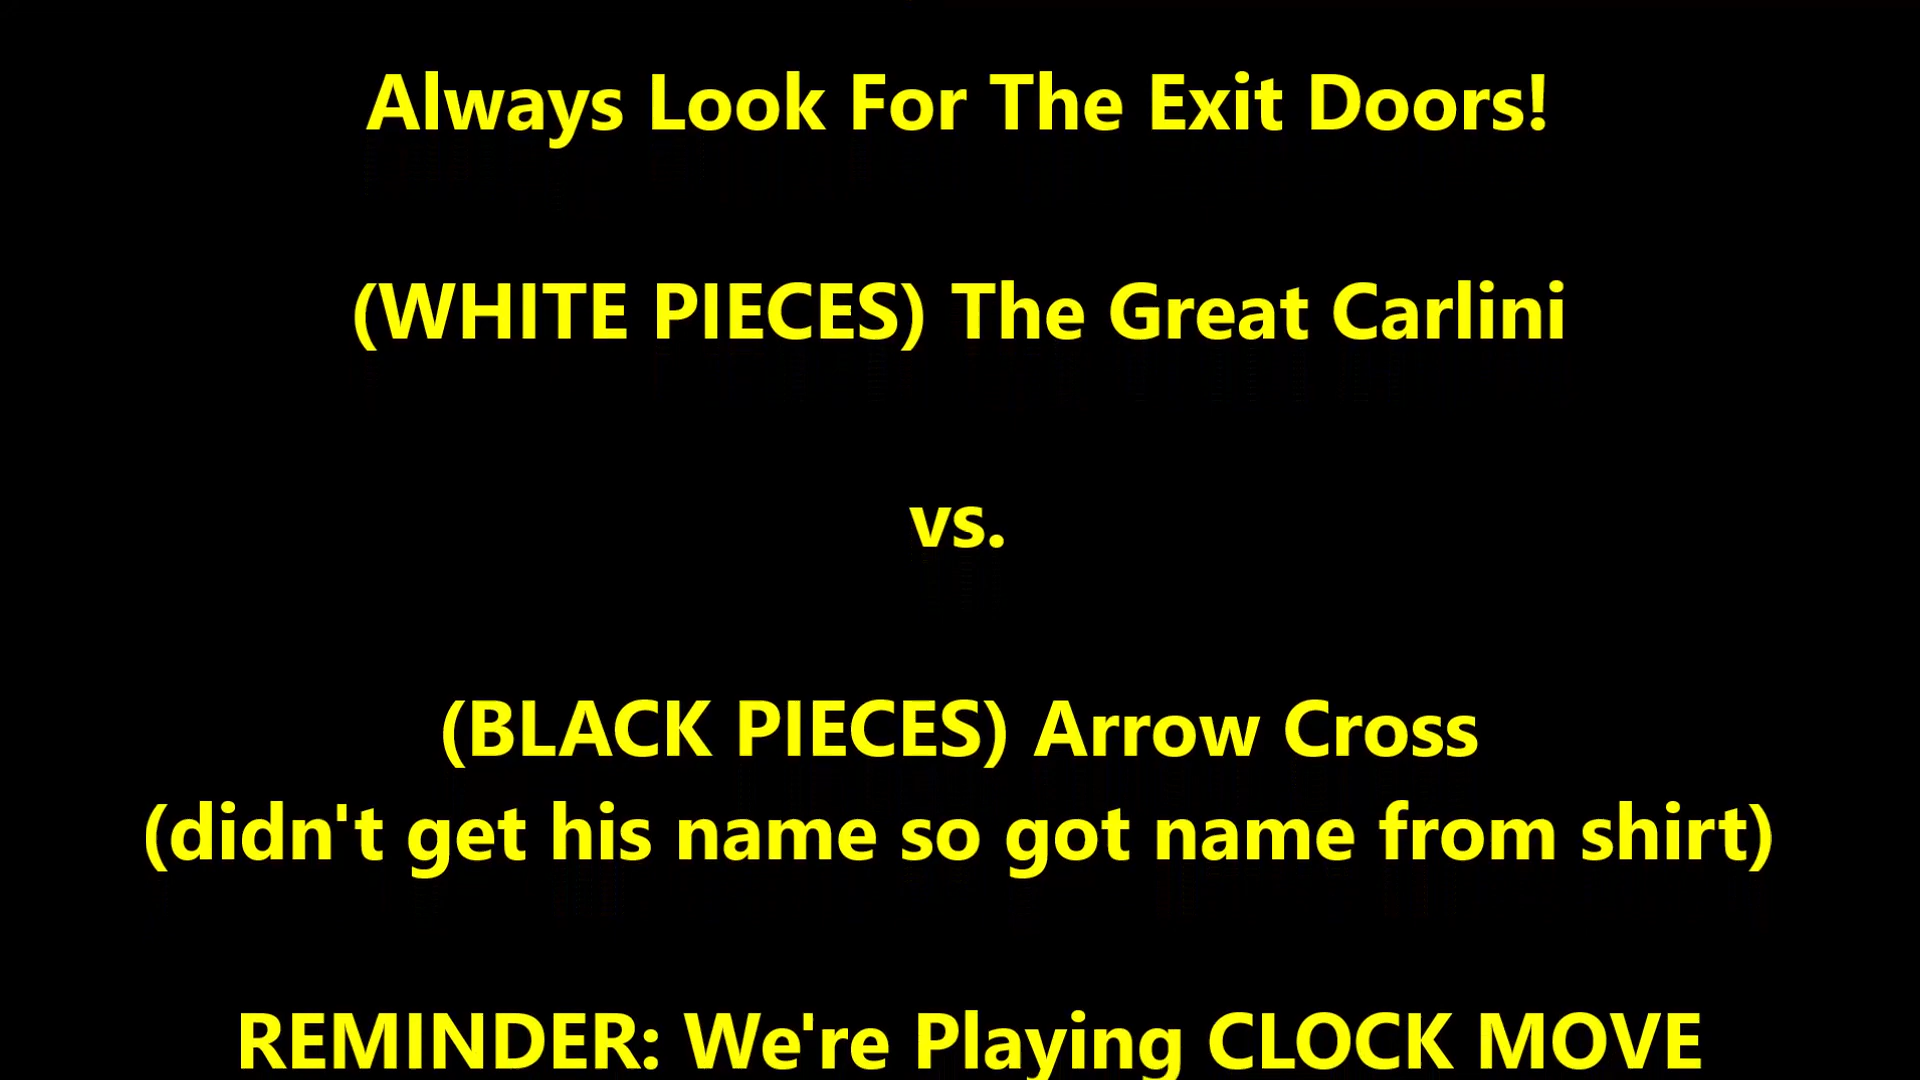 Always Look For The Exit Doors!
(WHITE PIECES) The Great Carlini
vs.
(BLACK PIECES) Arrow Cross
(didn't get his name so got name from shirt)
REMINDER: We're Playing CLOCK MOVE